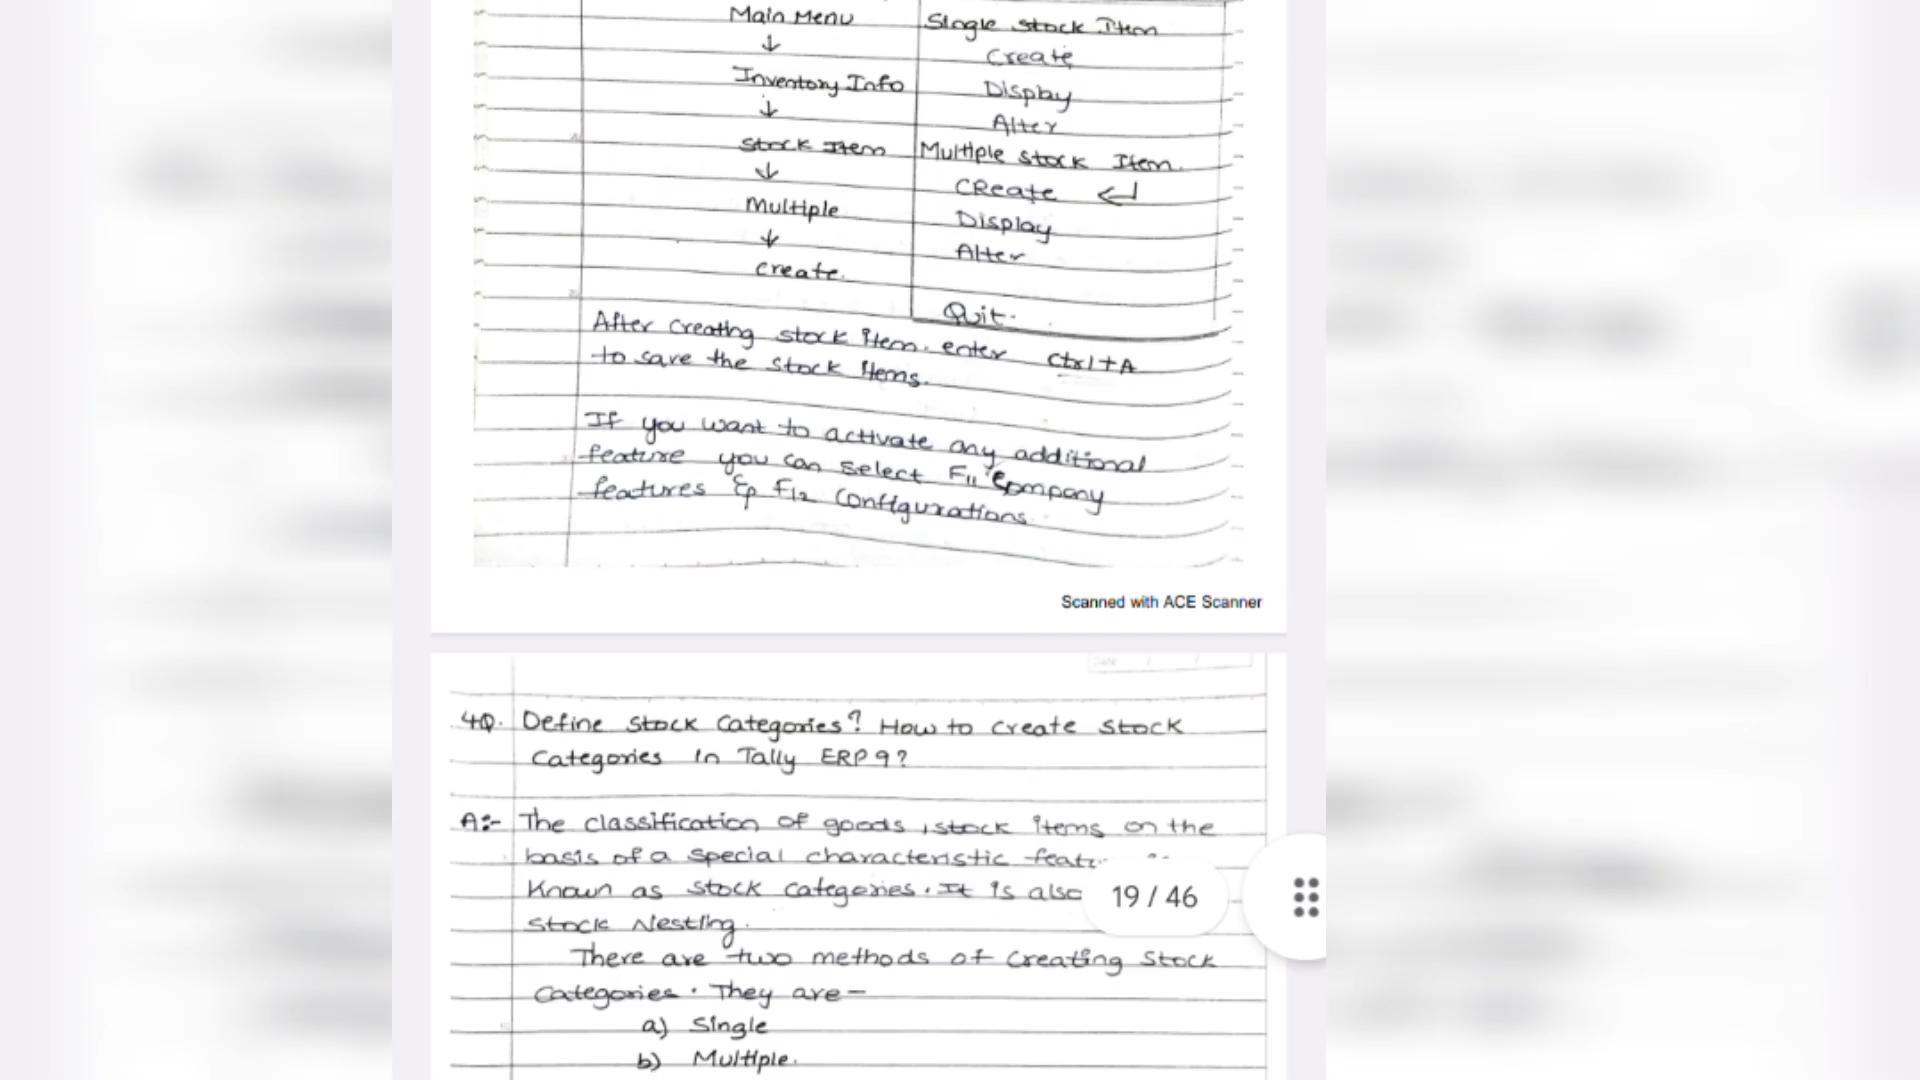 Main Menu
↓
Inventory Info
↓
Stock Item
↓
Multiple
↓
Create.
Single Stock Item
Create
Display
Alter
Multiple Stock Item.
CReate ↵
Display
Alter
Quit.
After creating stock item. enter Ctrl+A
to save the stock items.
If you want to activate any additional
feature you can select F11 Company
features & F12 Configurations.
Scanned with ACE Scanner
Date / /
4Q. Define Stock Categories? How to create Stock
Categories in Tally ERP 9?
A:- The classification of goods, stock items on the
basis of a special characteristic
Known as stock categories. It is also
Stock Nestling.
There are two methods of creating Stock
Categories. They are -
a) Single
b) Multiple.
19 / 46